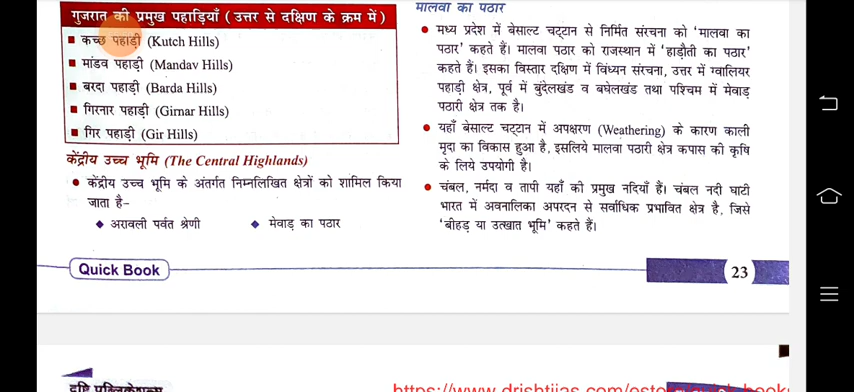 गुजरात की प्रमुख पहाड़ियाँ (उत्तर से दक्षिण के क्रम में)
■ कच्छ पहाड़ी (Kutch Hills)
■ मांडव पहाड़ी (Mandav Hills)
■ बरदा पहाड़ी (Barda Hills)
■ गिरनार पहाड़ी (Girnar Hills)
■ गिर पहाड़ी (Gir Hills)
केंद्रीय उच्च भूमि (The Central Highlands)
● केंद्रीय उच्च भूमि के अंतर्गत निम्नलिखित क्षेत्रों को शामिल किया
जाता है–
◆ अरावली पर्वत श्रेणी ◆ मेवाड़ का पठार
मालवा का पठार
● मध्य प्रदेश में बेसाल्ट चट्टान से निर्मित संरचना को 'मालवा का
पठार' कहते हैं। मालवा पठार को राजस्थान में 'हाड़ौती का पठार'
कहते हैं। इसका विस्तार दक्षिण में विंध्यन संरचना, उत्तर में ग्वालियर
पहाड़ी क्षेत्र, पूर्व में बुंदेलखंड व बघेलखंड तथा पश्चिम में मेवाड़
पठारी क्षेत्र तक है।
● यहाँ बेसाल्ट चट्टान में अपक्षरण (Weathering) के कारण काली
मृदा का विकास हुआ है, इसलिये मालवा पठारी क्षेत्र कपास की कृषि
के लिये उपयोगी है।
● चंबल, नर्मदा व तापी यहाँ की प्रमुख नदियाँ हैं। चंबल नदी घाटी
भारत में अवनालिका अपरदन से सर्वाधिक प्रभावित क्षेत्र है, जिसे
'बीहड़ या उत्खात भूमि' कहते हैं।
Quick Book
23
दृष्टि पब्लिकेशन्स